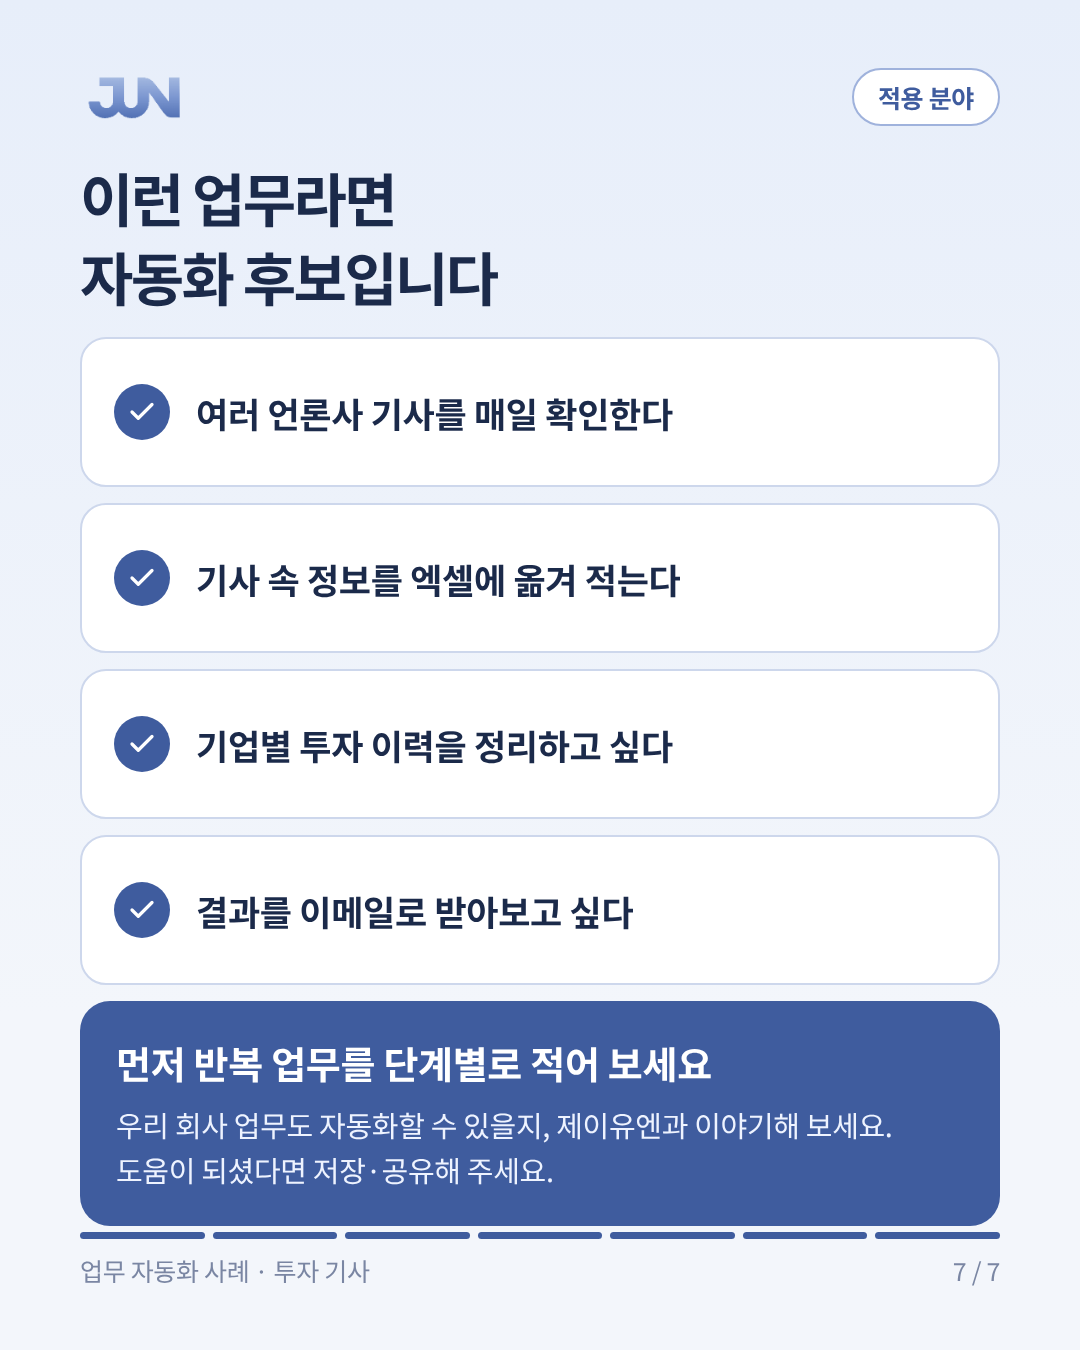 JUN
적용 분야
이런 업무라면
자동화 후보입니다
여러 언론사 기사를 매일 확인한다
기사 속 정보를 엑셀에 옮겨 적는다
기업별 투자 이력을 정리하고 싶다
결과를 이메일로 받아보고 싶다
먼저 반복 업무를 단계별로 적어 보세요
우리 회사 업무도 자동화할 수 있을지, 제이유엔과 이야기해 보세요.
도움이 되셨다면 저장·공유해 주세요.
업무 자동화 사례 · 투자 기사
7 / 7